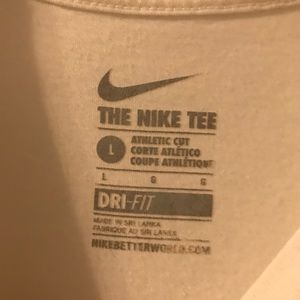 THE NIKE TEE
L
ATHLETIC CUT
CORTE ATLÉTICO
COUPE ATHLÉTIQUE
L G G
DRI-FIT
MADE IN SRI LANKA
FABRIQUÉ AU SRI LANKA
NIKEBETTERWORLD.COM